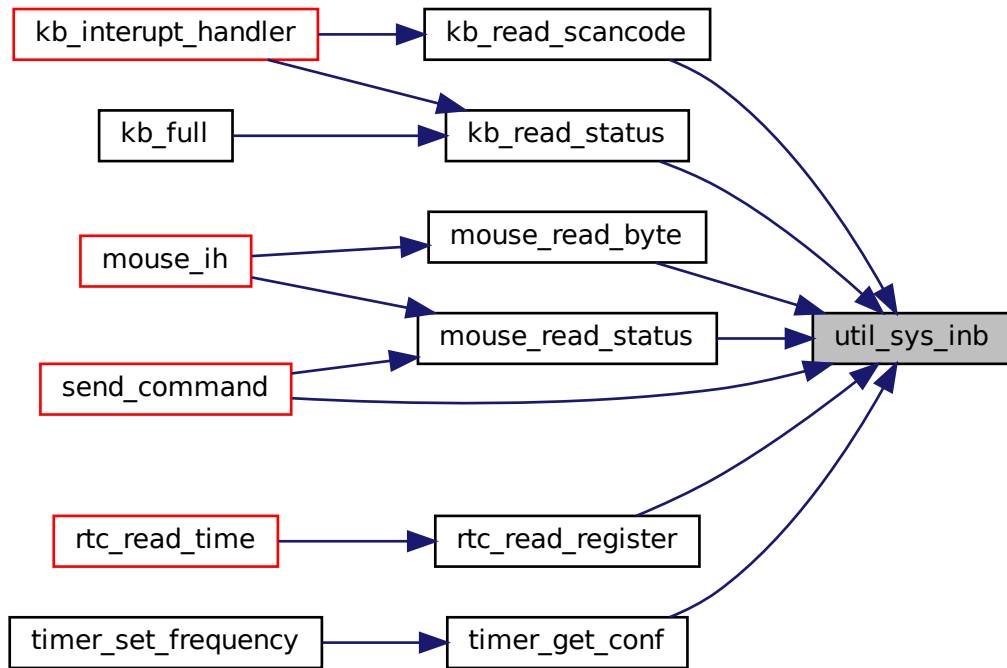 kb_interupt_handler
kb_read_scancode
kb_full
kb_read_status
mouse_ih
mouse_read_byte
mouse_read_status
util_sys_inb
send_command
rtc_read_time
rtc_read_register
timer_set_frequency
timer_get_conf